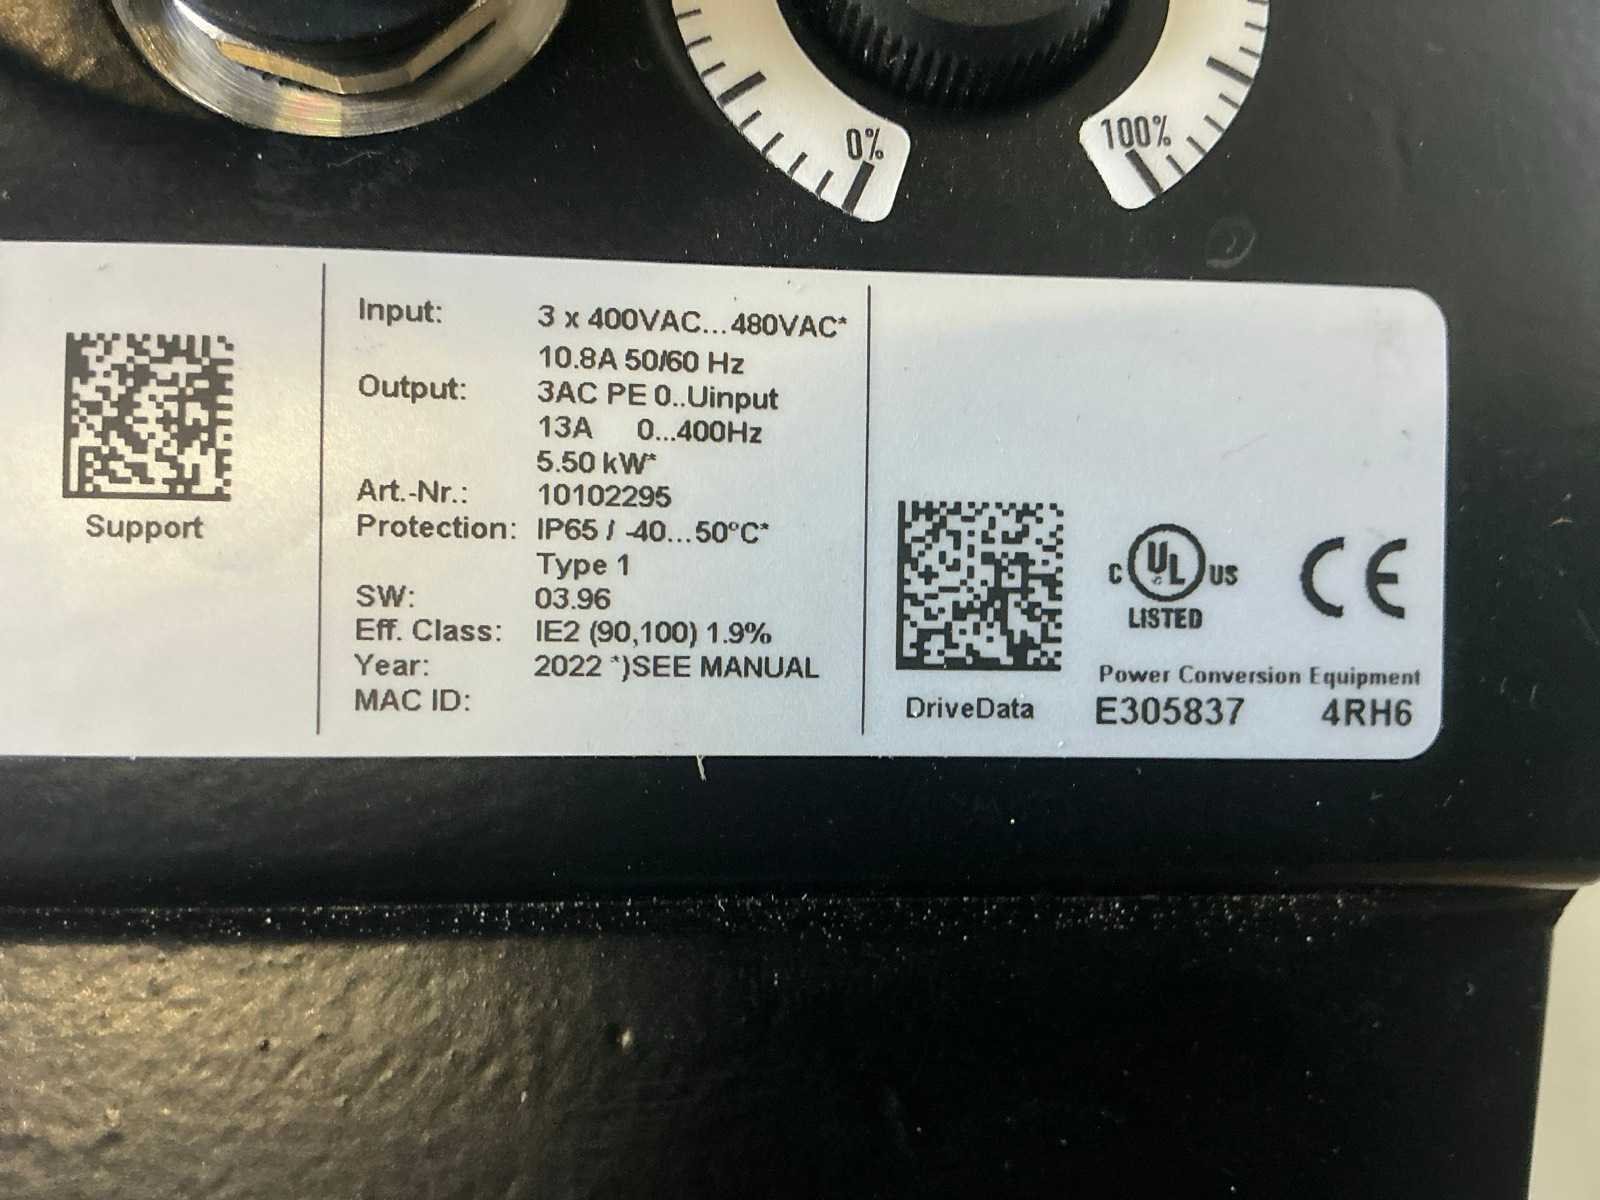 0%
100%
Support
Input: 3 x 400VAC...480VAC*
10.8A 50/60 Hz
Output: 3AC PE 0..Uinput
13A 0...400Hz
5.50 kW*
Art.-Nr.: 10102295
Protection: IP65 / -40...50°C*
Type 1
SW: 03.96
Eff. Class: IE2 (90,100) 1.9%
Year: 2022 *)SEE MANUAL
MAC ID:
DriveData
C UL US
LISTED
CE
Power Conversion Equipment
E305837 4RH6